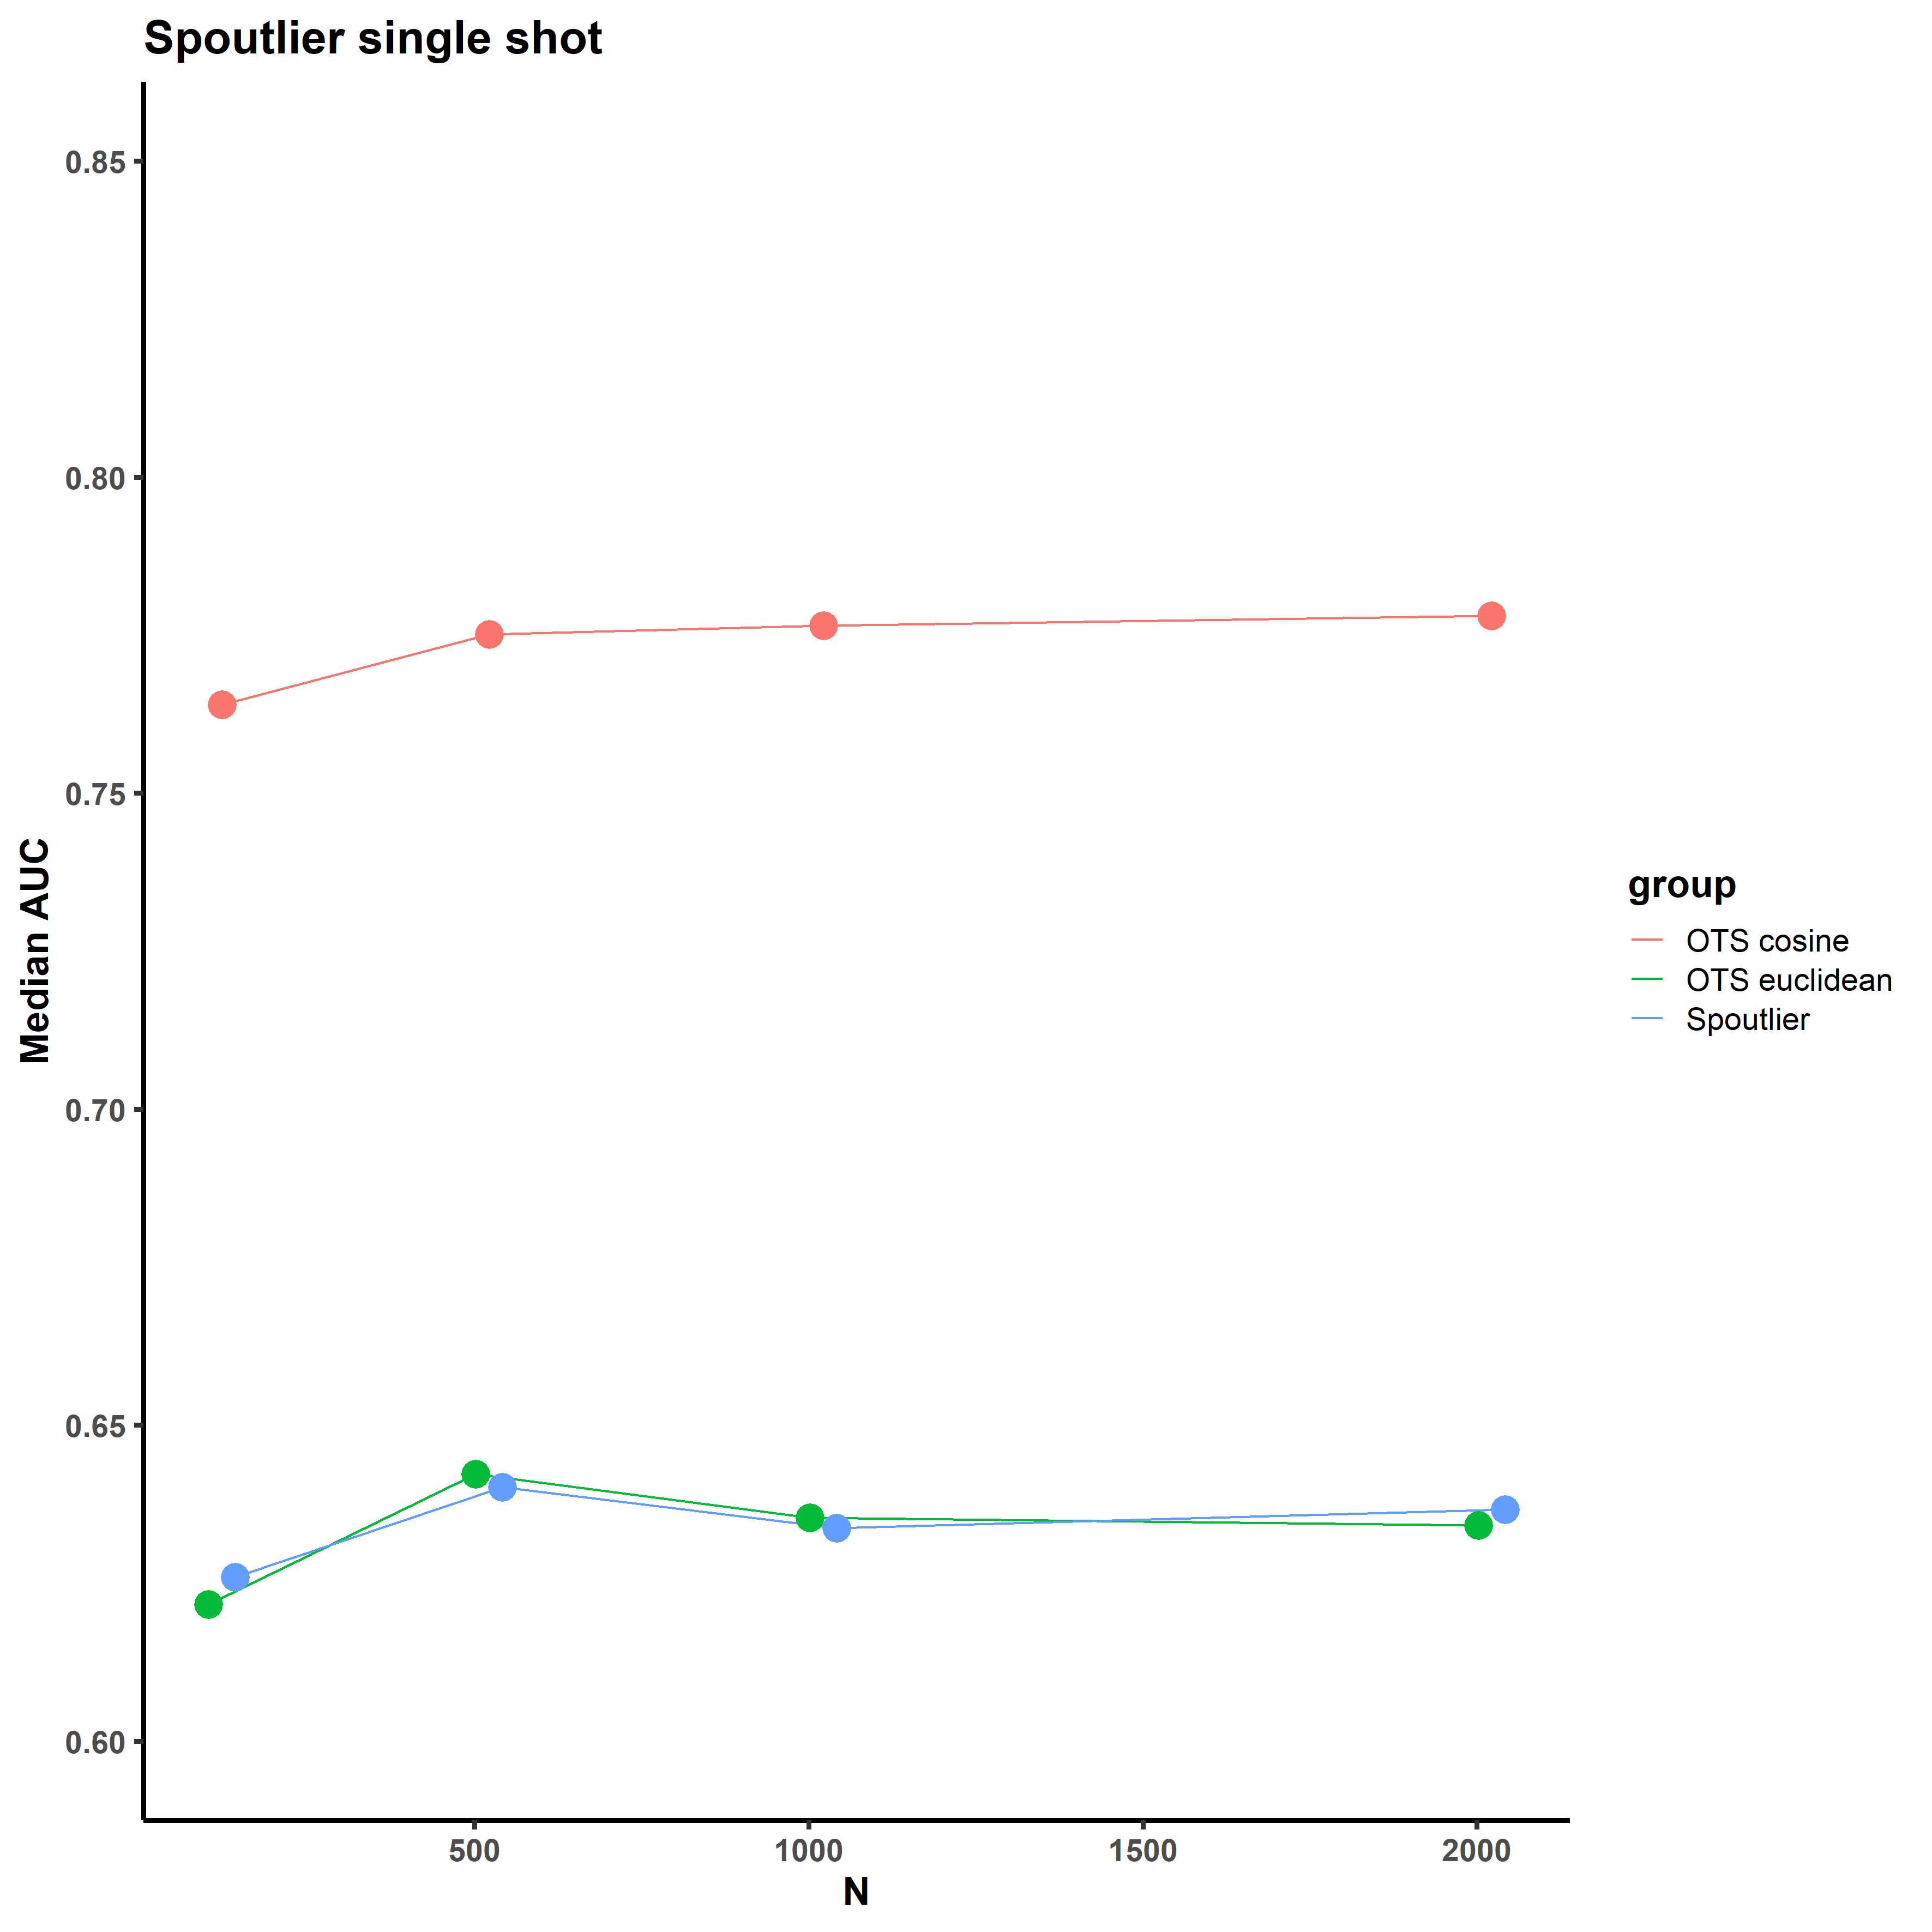 Spoutlier single shot
0.85
0.80
0.75
0.70
0.65
0.60
Median AUC
500 1000 1500 2000
N
group
OTS cosine
OTS euclidean
Spoutlier